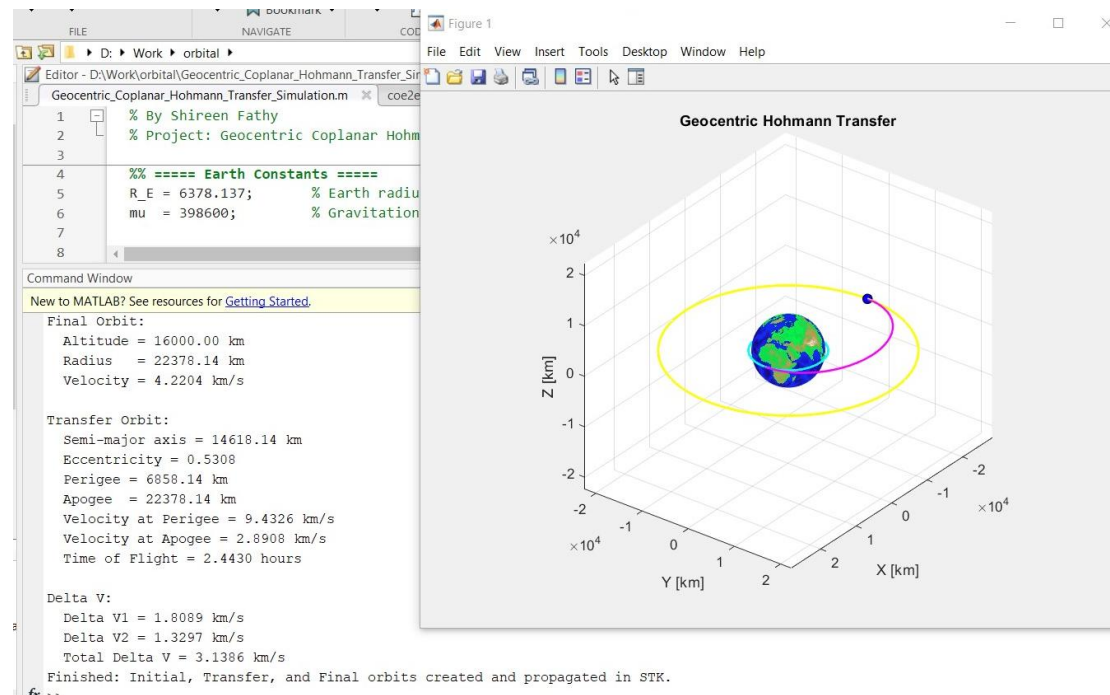 Bookmark
FILE
NAVIGATE
COD
D: ▸ Work ▸ orbital ▸
Editor - D:\Work\orbital\Geocentric_Coplanar_Hohmann_Transfer_Sir
Geocentric_Coplanar_Hohmann_Transfer_Simulation.m
coe2e
1 % By Shireen Fathy
2 % Project: Geocentric Coplanar Hohm
3
4 %% ===== Earth Constants =====
5 R_E = 6378.137; % Earth radiu
6 mu = 398600; % Gravitation
7
8
Command Window
New to MATLAB? See resources for Getting Started.
Final Orbit:
Altitude = 16000.00 km
Radius = 22378.14 km
Velocity = 4.2204 km/s
Transfer Orbit:
Semi-major axis = 14618.14 km
Eccentricity = 0.5308
Perigee = 6858.14 km
Apogee = 22378.14 km
Velocity at Perigee = 9.4326 km/s
Velocity at Apogee = 2.8908 km/s
Time of Flight = 2.4430 hours
Delta V:
Delta V1 = 1.8089 km/s
Delta V2 = 1.3297 km/s
Total Delta V = 3.1386 km/s
Finished: Initial, Transfer, and Final orbits created and propagated in STK.
fx >>
Figure 1
File Edit View Insert Tools Desktop Window Help
Geocentric Hohmann Transfer
×10⁴
2
1
0
-1
-2
Z [km]
-2
-1
0
1
2
×10⁴
Y [km]
-2
-1
0
1
2
×10⁴
X [km]